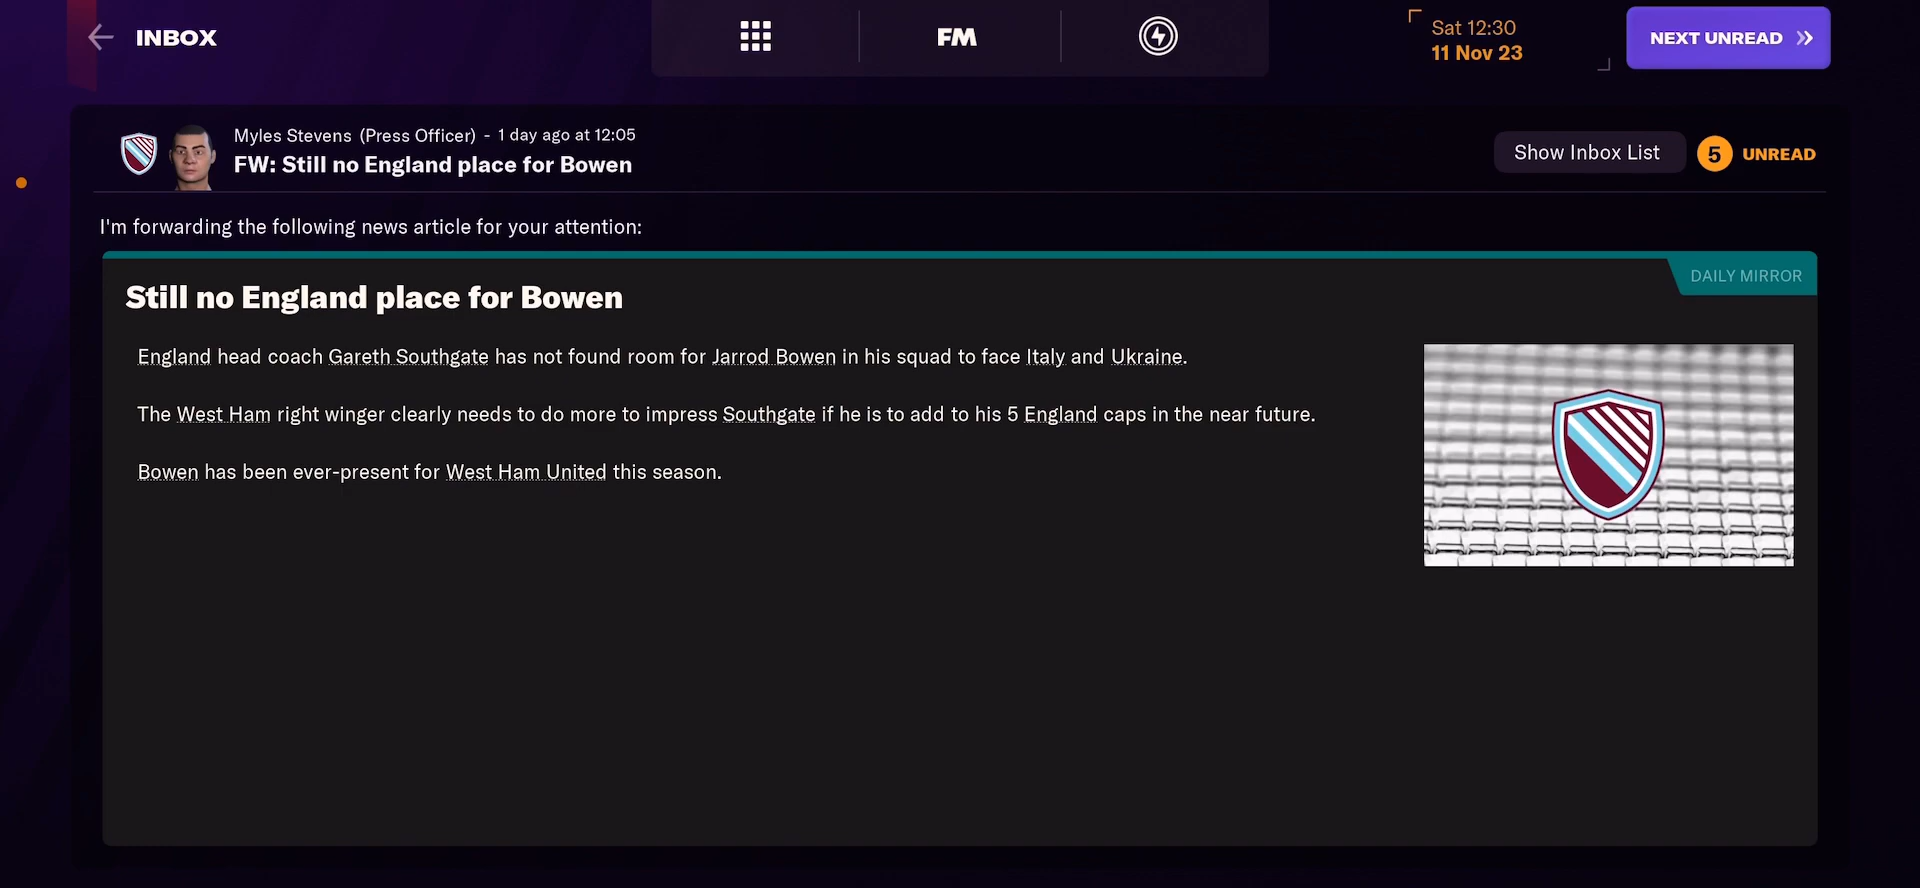 INBOX
FM
Sat 12:30
11 Nov 23
NEXT UNREAD
Myles Stevens (Press Officer) - 1 day ago at 12:05
FW: Still no England place for Bowen
Show Inbox List
5 UNREAD
I'm forwarding the following news article for your attention:
DAILY MIRROR
Still no England place for Bowen
England head coach Gareth Southgate has not found room for Jarrod Bowen in his squad to face Italy and Ukraine.
The West Ham right winger clearly needs to do more to impress Southgate if he is to add to his 5 England caps in the near future.
Bowen has been ever-present for West Ham United this season.